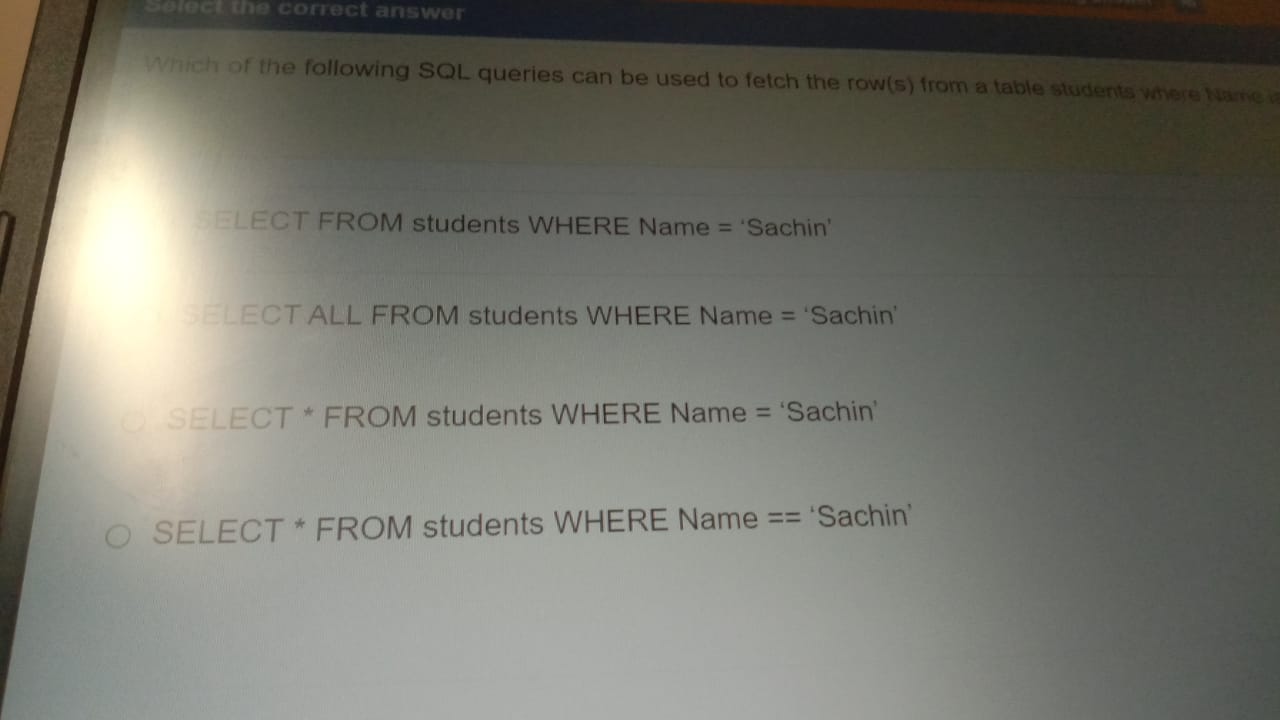 Select the correct answer
Which of the following SQL queries can be used to fetch the row(s) from a table students where Name is
SELECT FROM students WHERE Name = ‘Sachin’
SELECT ALL FROM students WHERE Name = ‘Sachin’
SELECT * FROM students WHERE Name = ‘Sachin’
SELECT * FROM students WHERE Name == ‘Sachin’